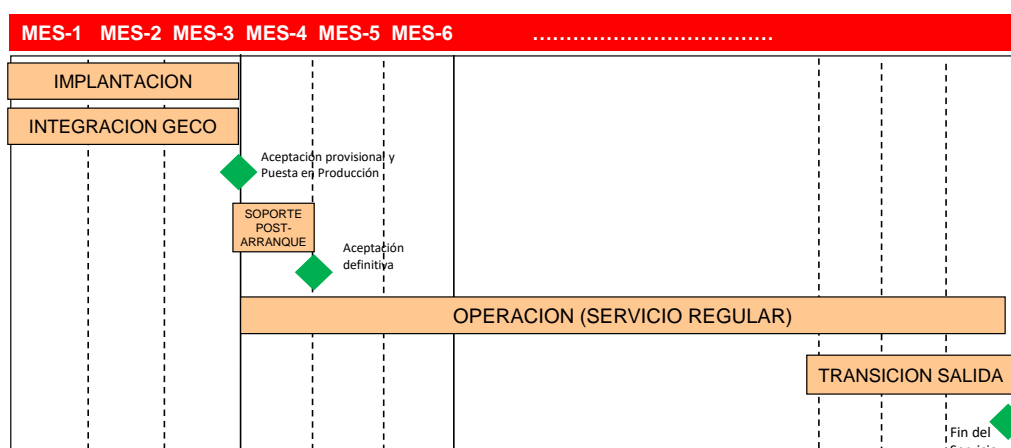 MES-1 MES-2 MES-3 MES-4 MES-5 MES-6 ....................................
IMPLANTACION
INTEGRACION GECO
Aceptación provisional y
Puesta en Producción
SOPORTE
POST-
ARRANQUE
Aceptación
definitiva
OPERACION (SERVICIO REGULAR)
TRANSICION SALIDA
Fin del
Servicio